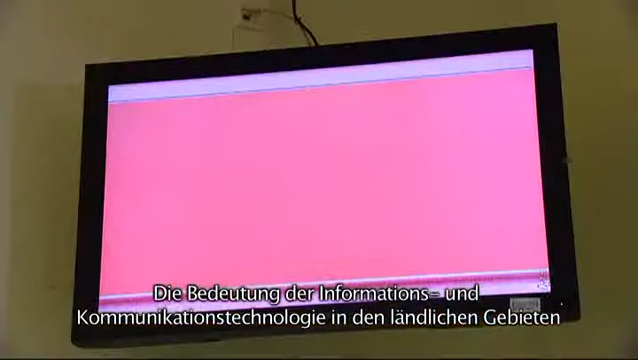 Die Bedeutung der Informations- und
Kommunikationstechnologie in den ländlichen Gebieten